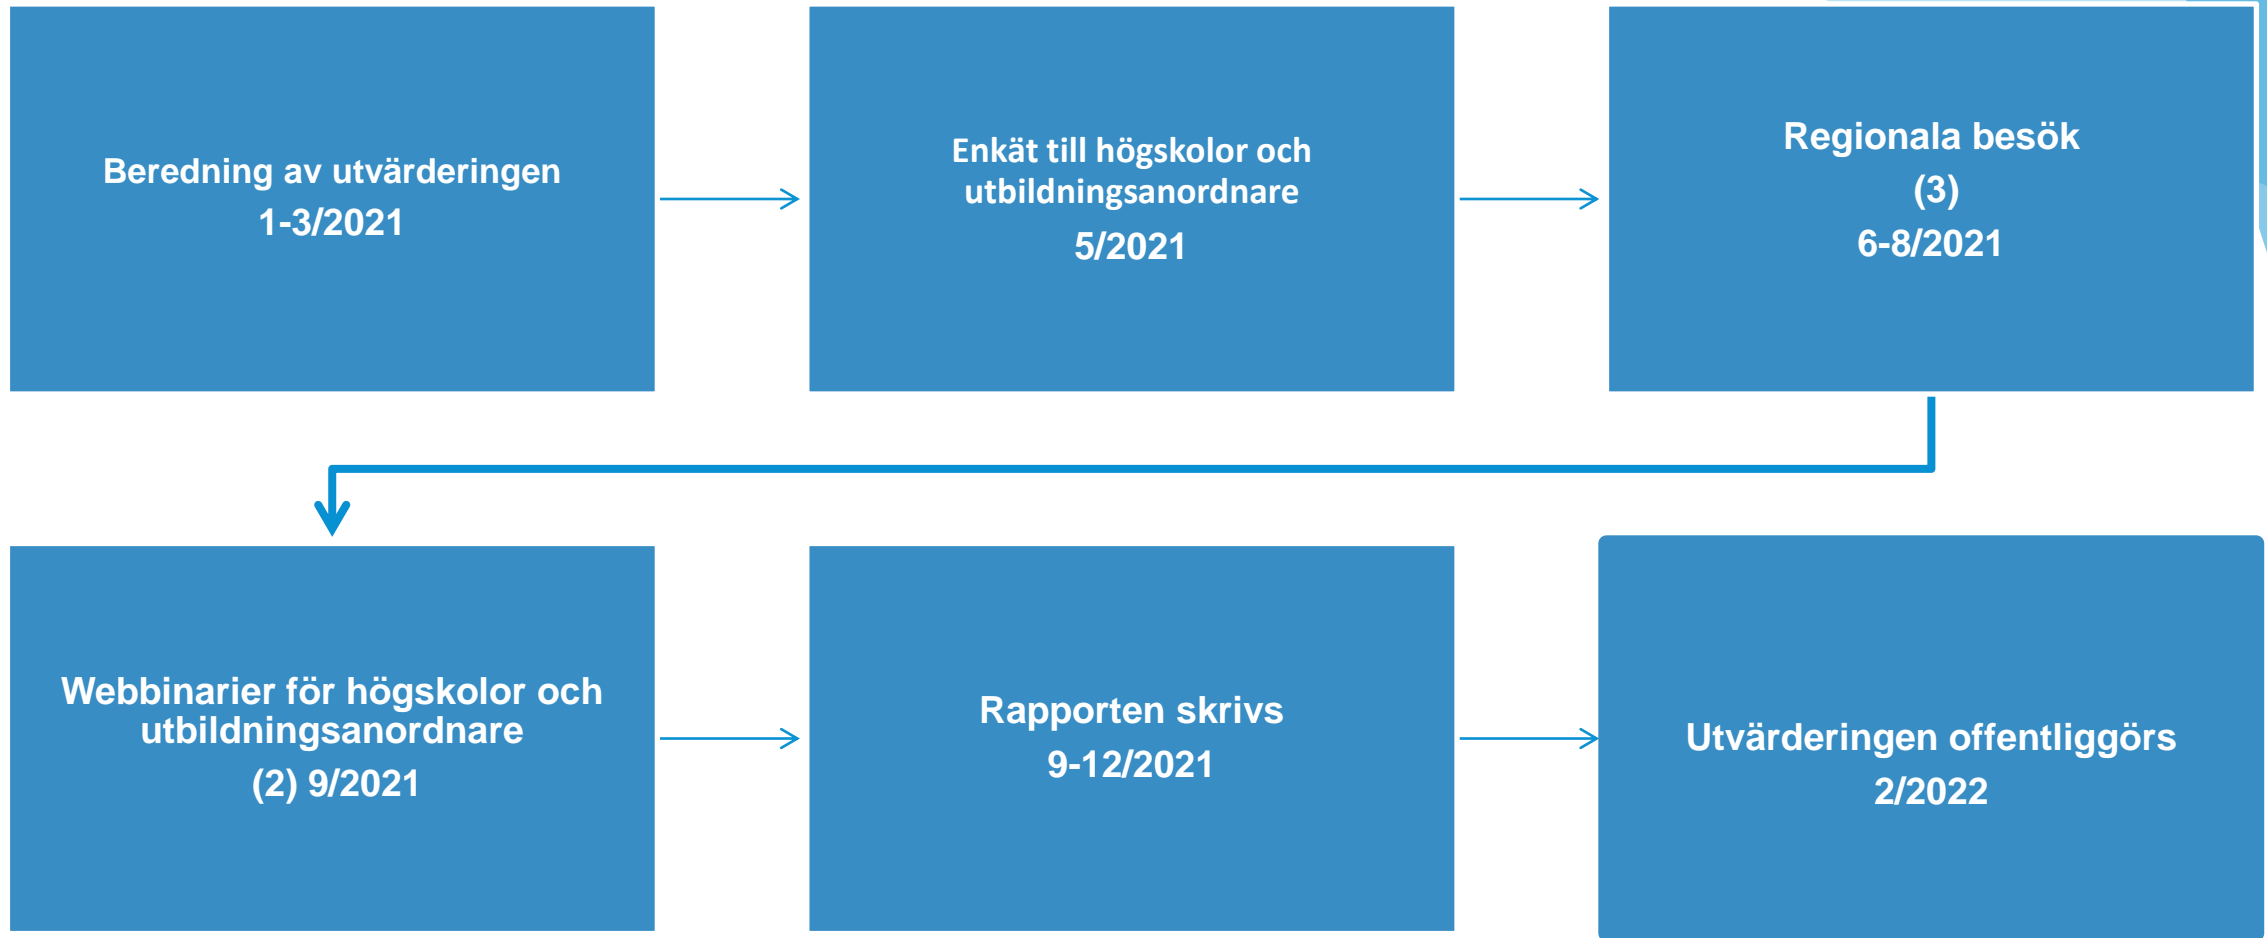 Beredning av utvärderingen
1-3/2021
Enkät till högskolor och
utbildningsanordnare
5/2021
Regionala besök
(3)
6-8/2021
Webbinarier för högskolor och
utbildningsanordnare
(2) 9/2021
Rapporten skrivs
9-12/2021
Utvärderingen offentliggörs
2/2022